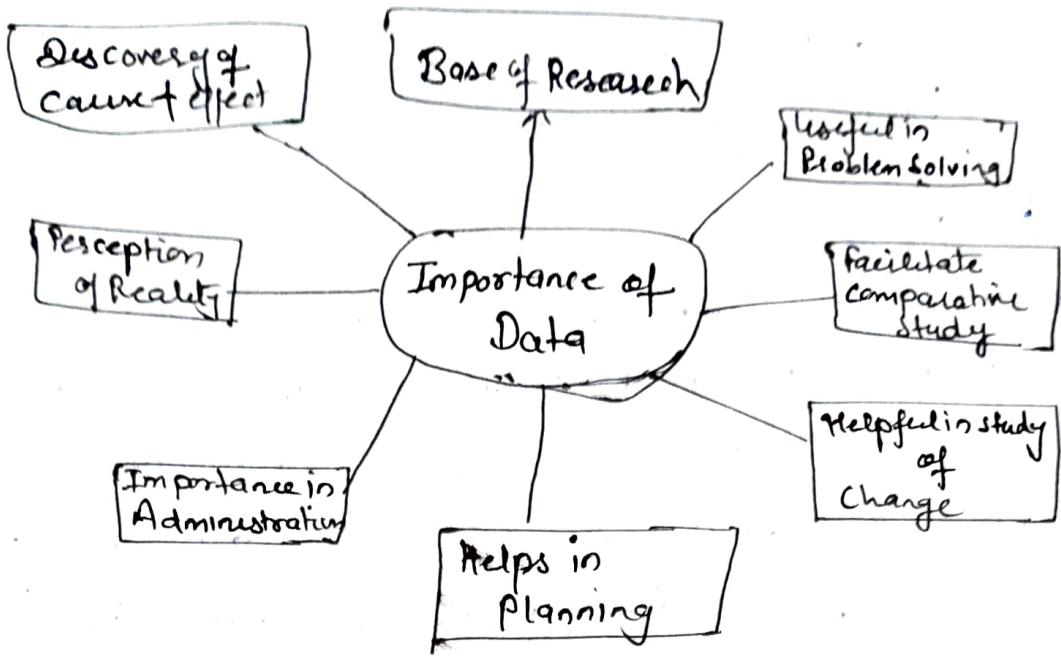 Discovery of
Cause + effect
Base of Research
Useful in
Problem Solving
Perception
of Reality
Importance of
Data
Facilitate
Comparative
Study
Helpful in study
of
Change
Importance in
Administration
Helps in
Planning